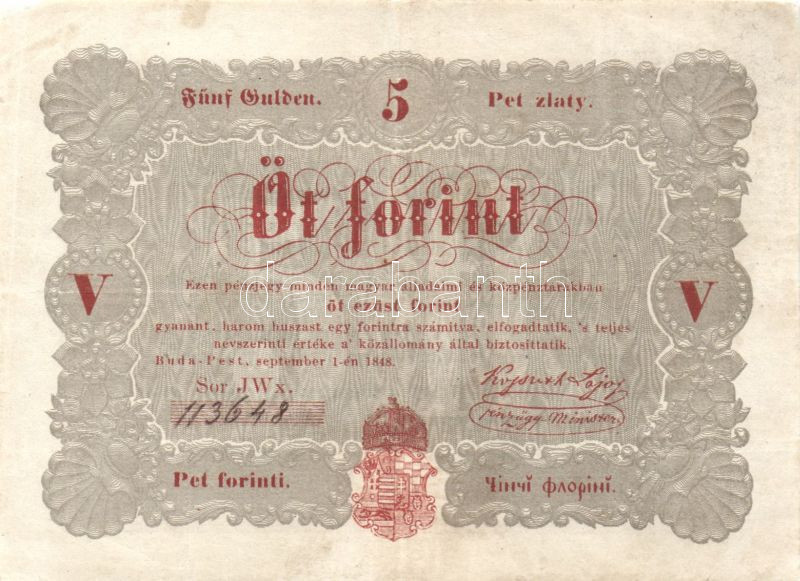 Fünf Gulden. 5 Pet zlaty.
Öt forint
darabanth
V V
Ezen pénzjegy minden magyar álladalmi és közpénztárakban
öt ezüst forint
gyanánt, három huszast egy forintra számítva, elfogadtatik, 's teljes
névszerinti értéke a' közállomány által biztosíttatik.
Buda-Pest, september 1-én 1848.
Sor JWx.
113648
Kossuth Lajos
pénzügy Minister
Pet forinti. Чінчі флоріні.